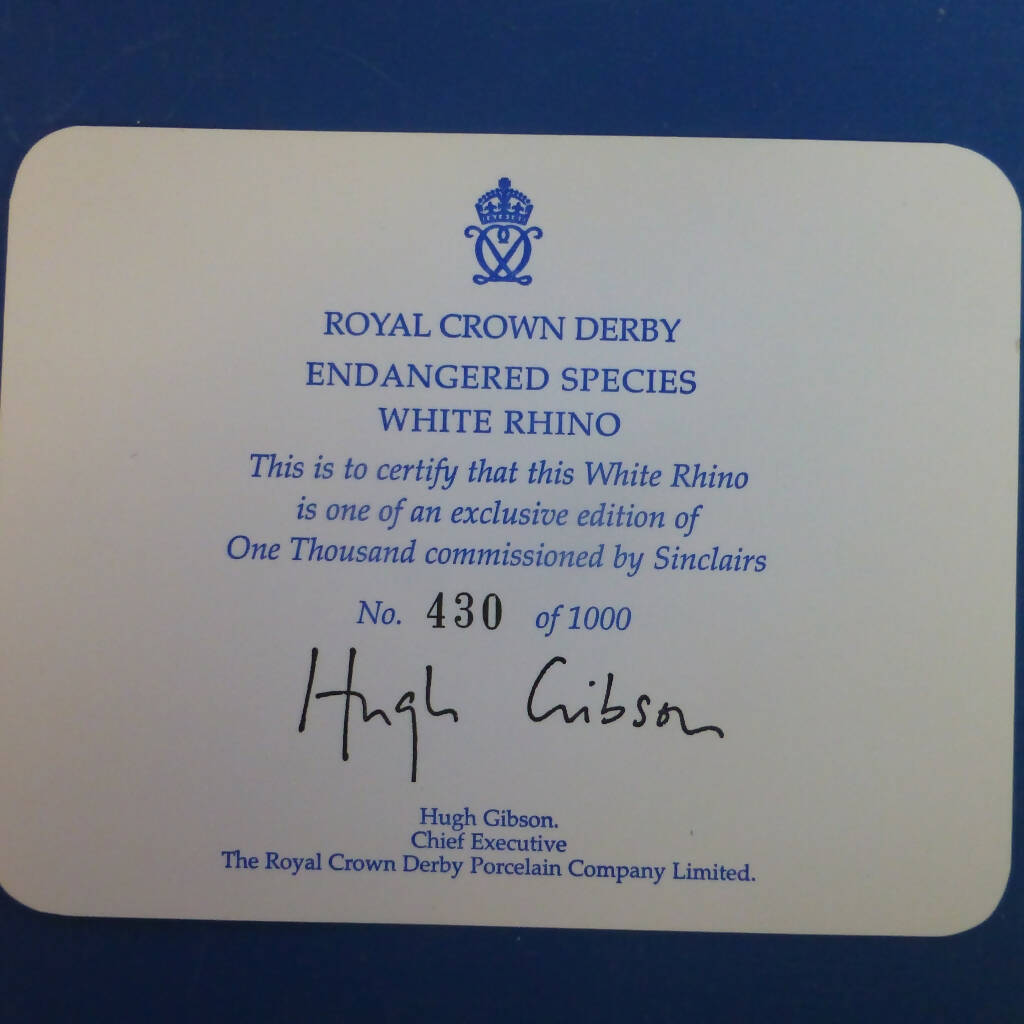 ROYAL CROWN DERBY
ENDANGERED SPECIES
WHITE RHINO
This is to certify that this White Rhino
is one of an exclusive edition of
One Thousand commissioned by Sinclairs
No. 430 of 1000
Hugh Gibson
Hugh Gibson.
Chief Executive
The Royal Crown Derby Porcelain Company Limited.